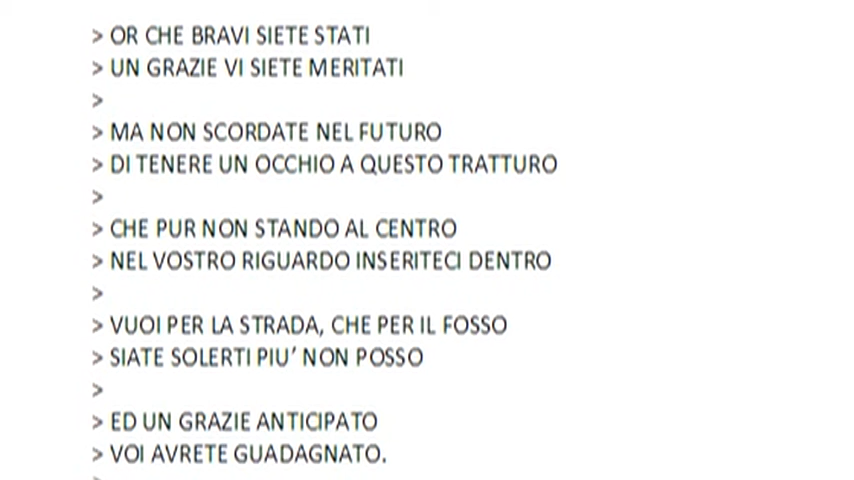 > OR CHE BRAVI SIETE STATI
> UN GRAZIE VI SIETE MERITATI
>
> MA NON SCORDATE NEL FUTURO
> DI TENERE UN OCCHIO A QUESTO TRATTURO
>
> CHE PUR NON STANDO AL CENTRO
> NEL VOSTRO RIGUARDO INSERITECI DENTRO
>
> VUOI PER LA STRADA, CHE PER IL FOSSO
> SIATE SOLERTI PIU’ NON POSSO
>
> ED UN GRAZIE ANTICIPATO
> VOI AVRETE GUADAGNATO.